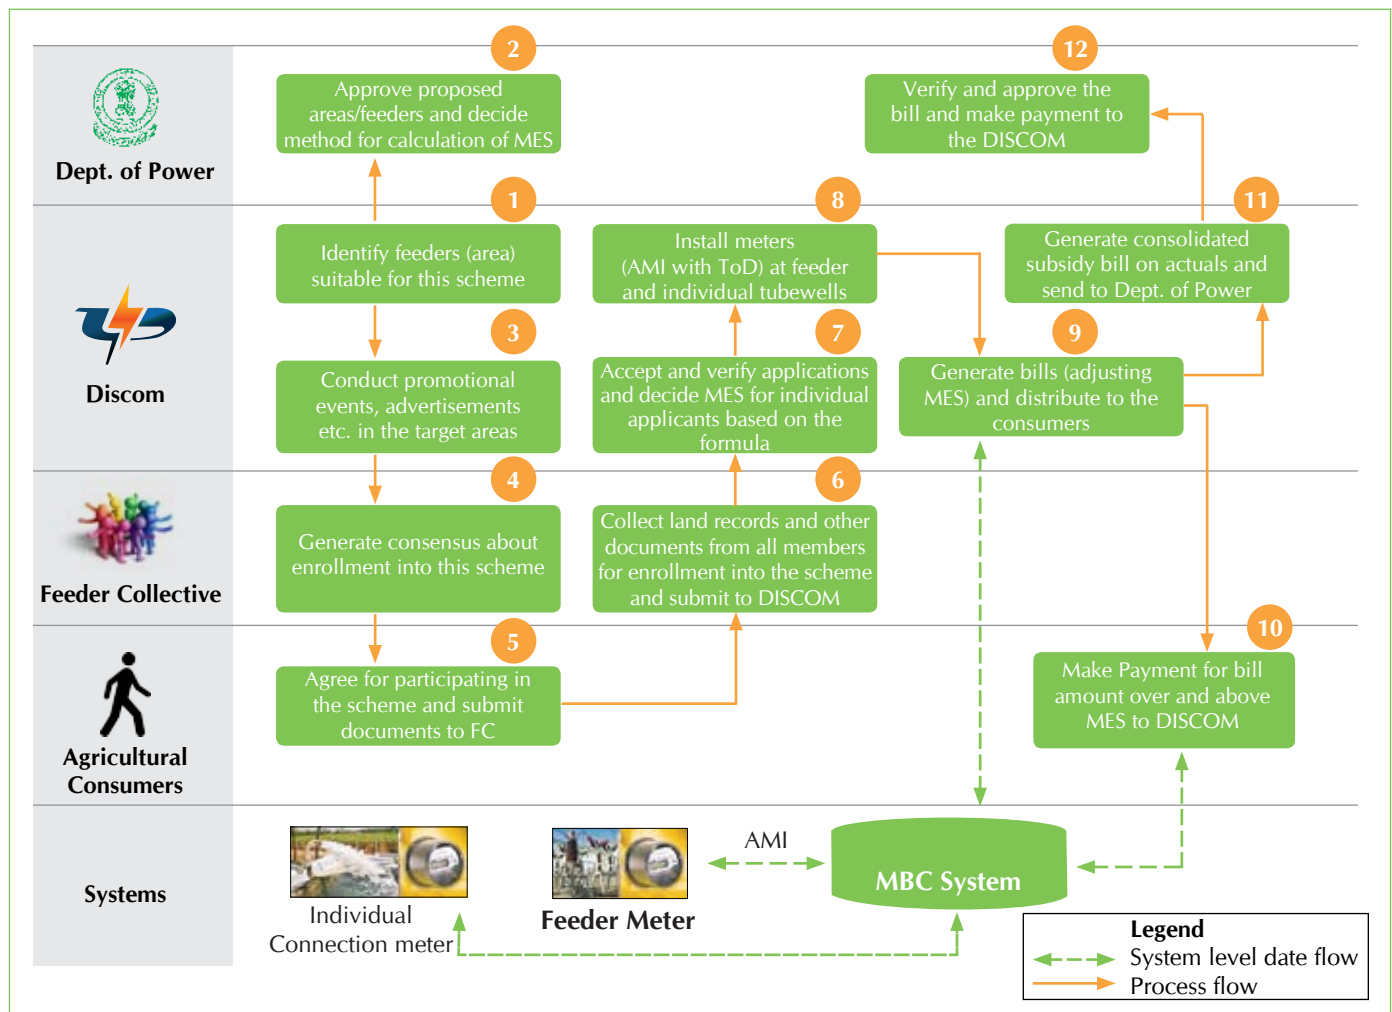 2
Approve proposed
areas/feeders and decide
method for calculation of MES
12
Verify and approve the
bill and make payment to
the DISCOM
Dept. of Power
1
Identify feeders (area)
suitable for this scheme
8
Install meters
(AMI with ToD) at feeder
and individual tubewells
11
Generate consolidated
subsidy bill on actuals and
send to Dept. of Power
Discom
3
Conduct promotional
events, advertisements
etc. in the target areas
7
Accept and verify applications
and decide MES for individual
applicants based on the
formula
9
Generate bills (adjusting
MES) and distribute to the
consumers
Feeder Collective
4
Generate consensus about
enrollment into this scheme
6
Collect land records and other
documents from all members
for enrollment into the scheme
and submit to DISCOM
Agricultural
Consumers
5
Agree for participating in
the scheme and submit
documents to FC
10
Make Payment for bill
amount over and above
MES to DISCOM
Systems
Individual
Connection meter
Feeder Meter
AMI
MBC System
Legend
System level date flow
Process flow